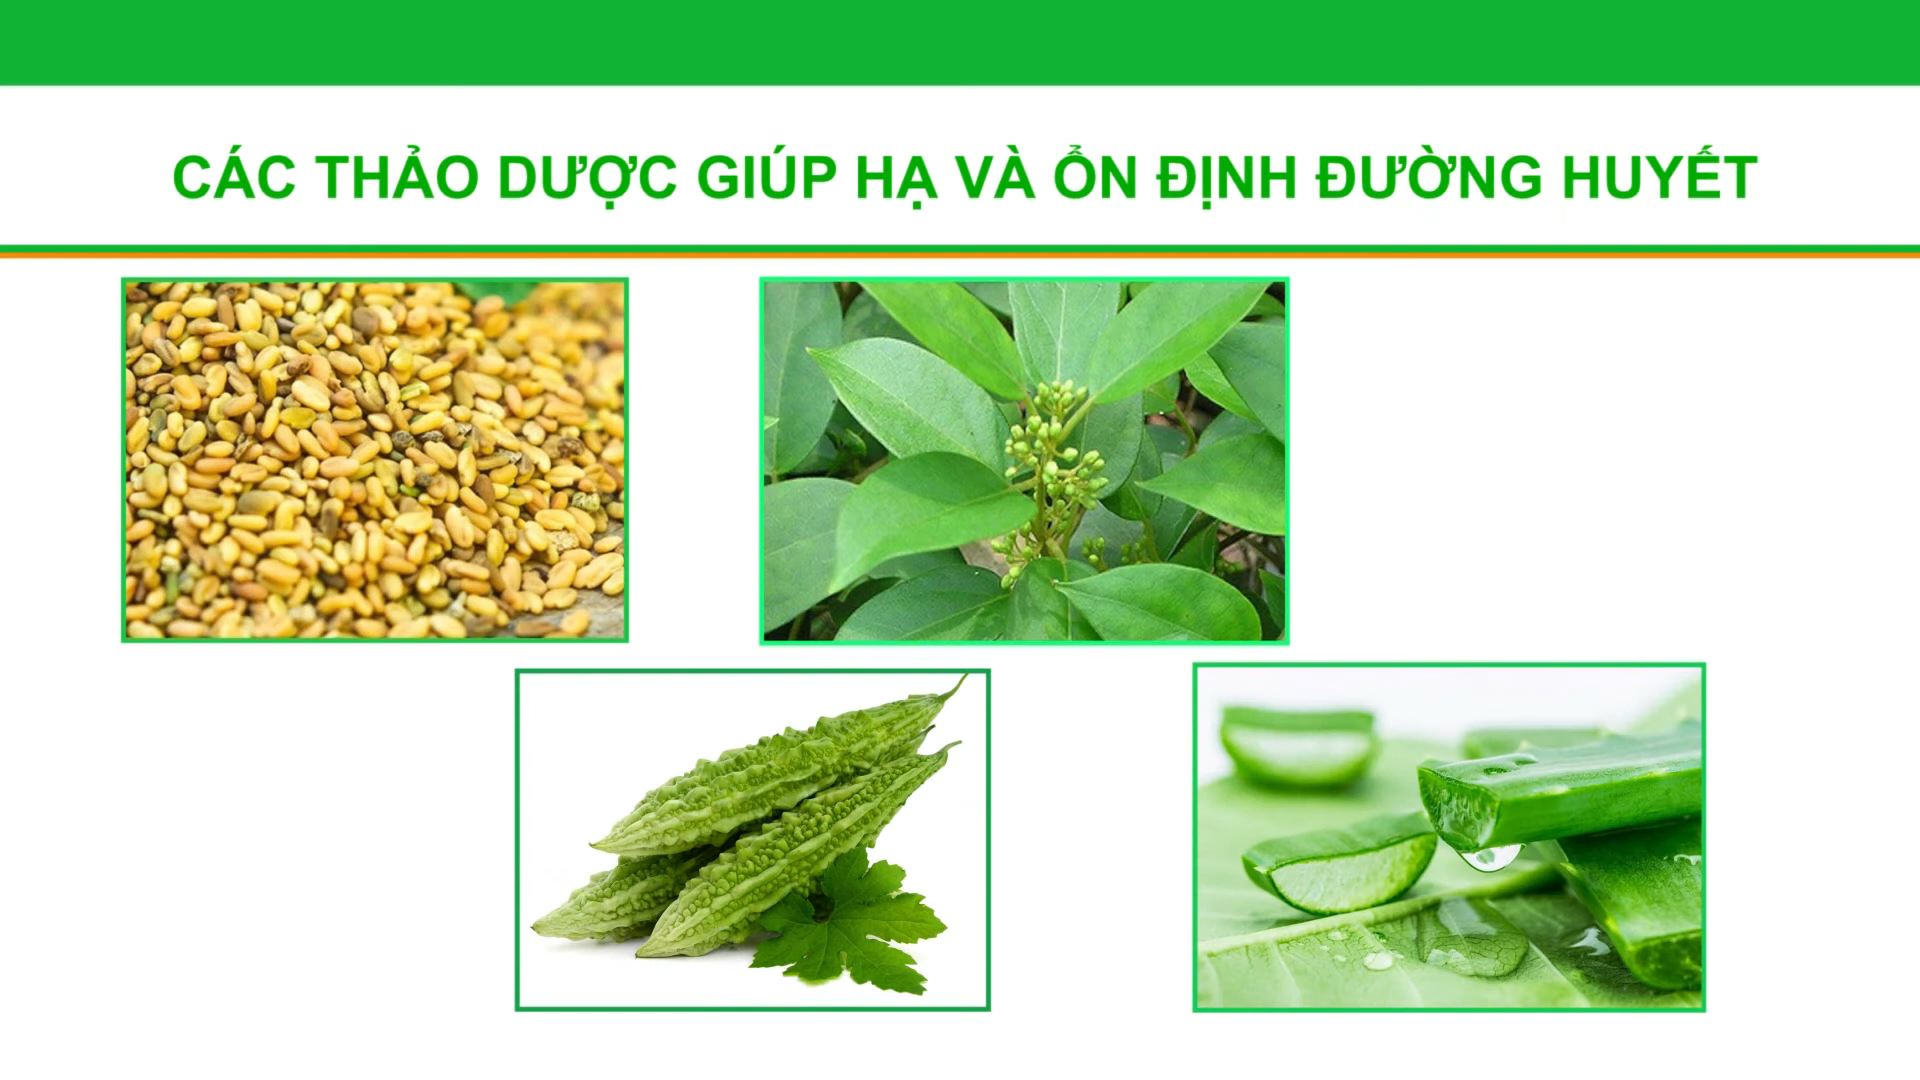 CÁC THẢO DƯỢC GIÚP HẠ VÀ ỔN ĐỊNH ĐƯỜNG HUYẾT